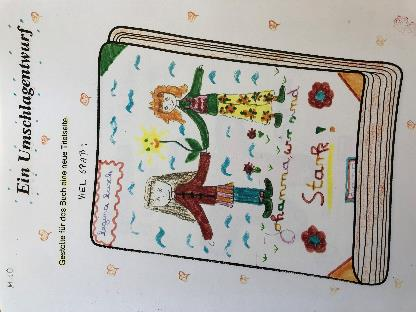 Ein Umschlagentwurf
Gestalte für das Buch eine neue Titelseite.
VIEL SPAß!
Johanna, wir sind
Stark!